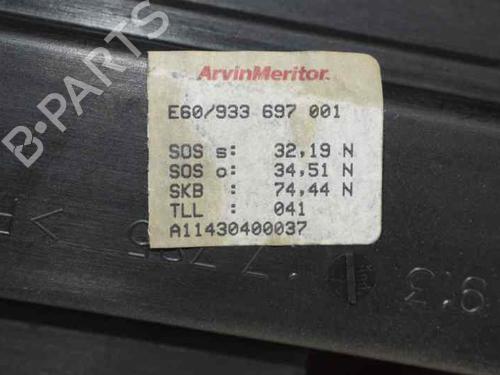 B-PARTS
ArvinMeritor.
E60/933 697 001
SOS s: 32,19 N
SOS o: 34,51 N
SKB : 74,44 N
TLL : 041
A11430400037